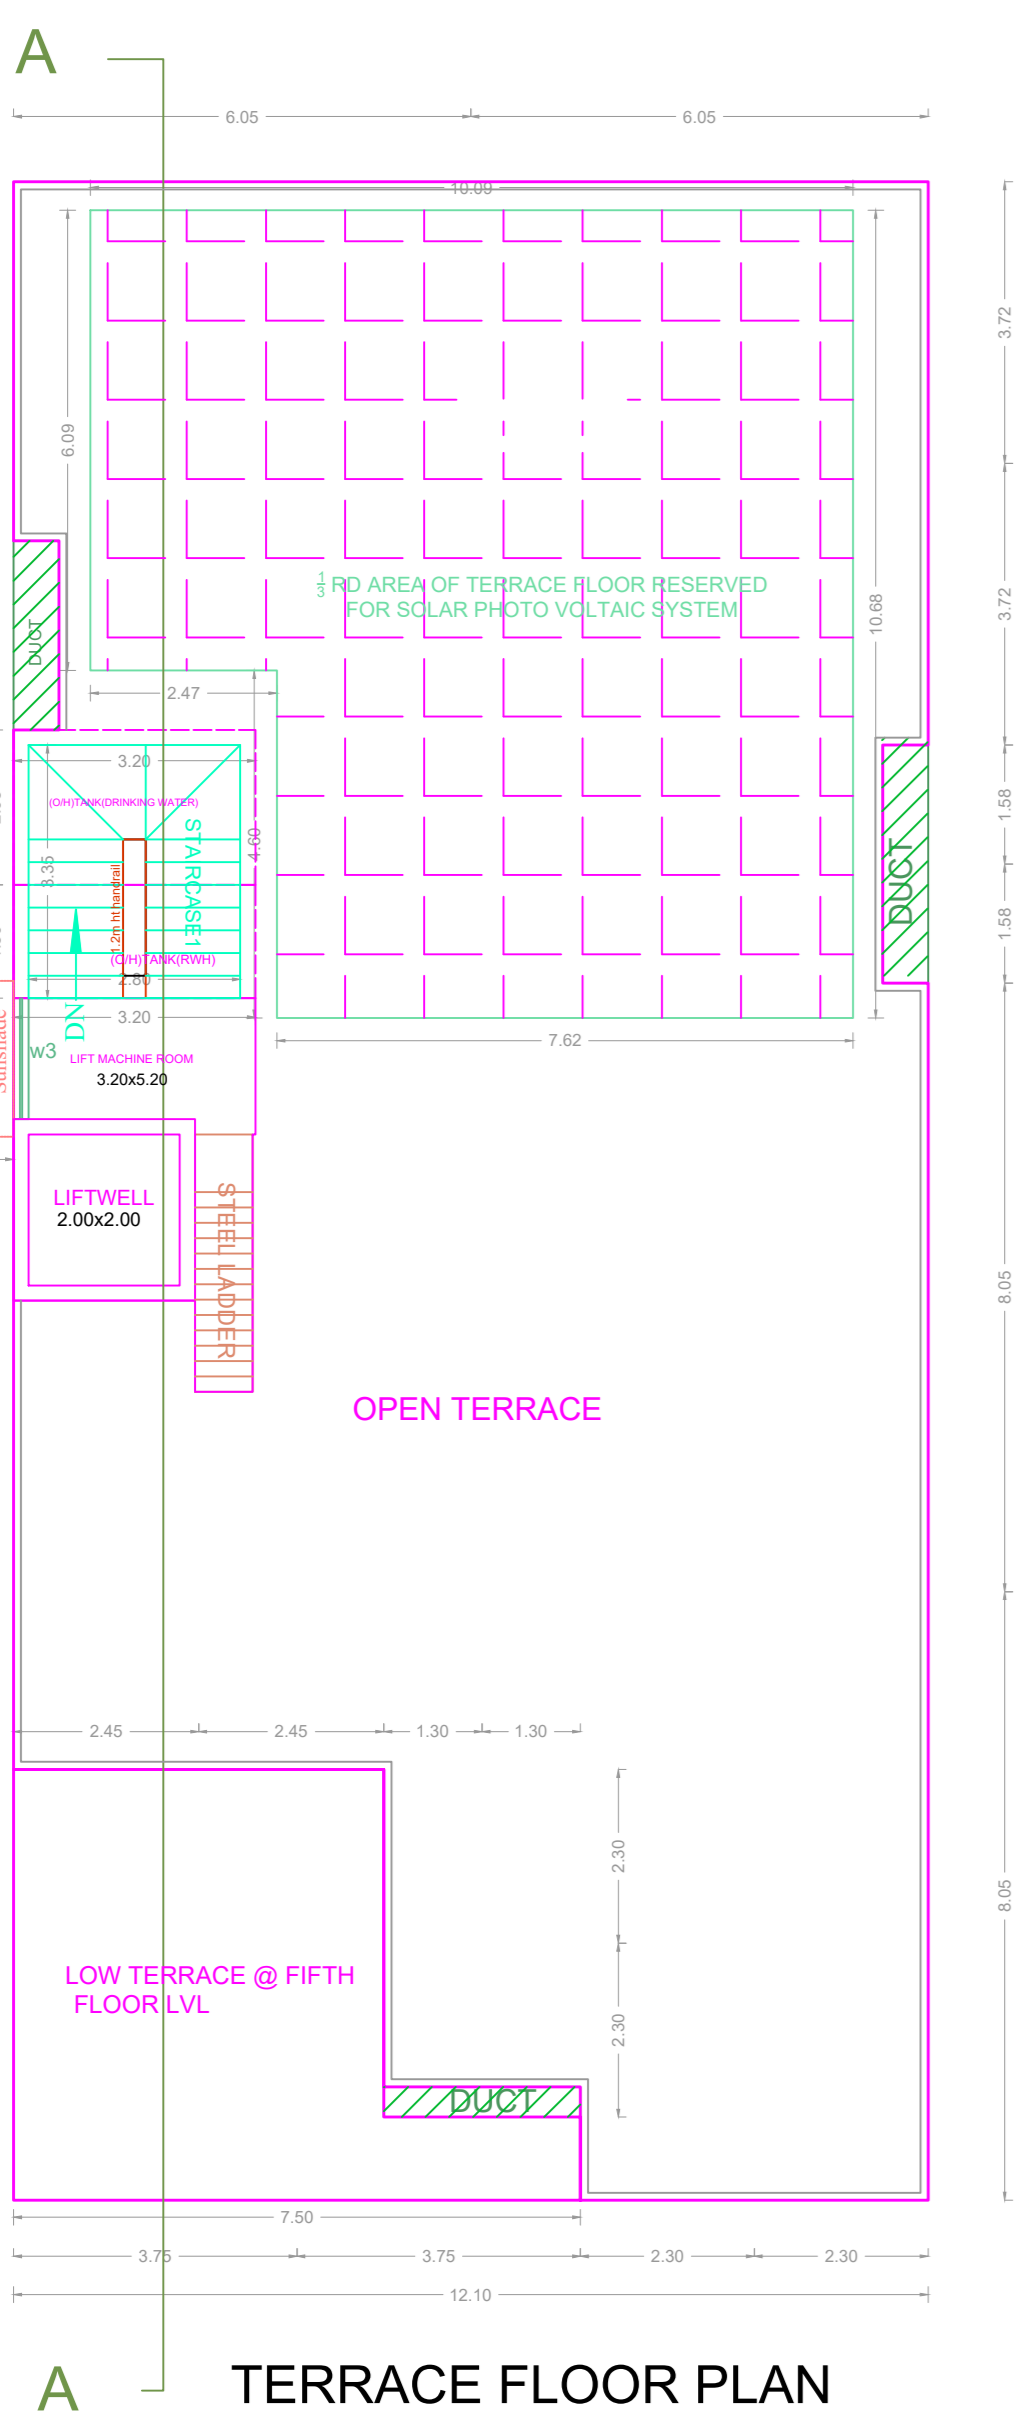 A
6.05
6.05
10.09
3.72
6.09
3.72
1/3 RD AREA OF TERRACE FLOOR RESERVED
FOR SOLAR PHOTO VOLTAIC SYSTEM
10.68
DUCT
2.47
3.20
(O/H)TANK(DRINKING WATER)
1.58
STAIRCASE1
4.60
3.35
1.2m ht handrail
DUCT
1.58
(O/H)TANK(RWH)
2.80
3.20
DN
7.62
Sunshade
w3
LIFT MACHINE ROOM
3.20x5.20
LIFTWELL
2.00x2.00
STEEL LADDER
8.05
OPEN TERRACE
2.45
2.45
1.30
1.30
2.30
8.05
LOW TERRACE @ FIFTH
FLOOR LVL
2.30
DUCT
7.50
3.75
3.75
2.30
2.30
12.10
A
TERRACE FLOOR PLAN